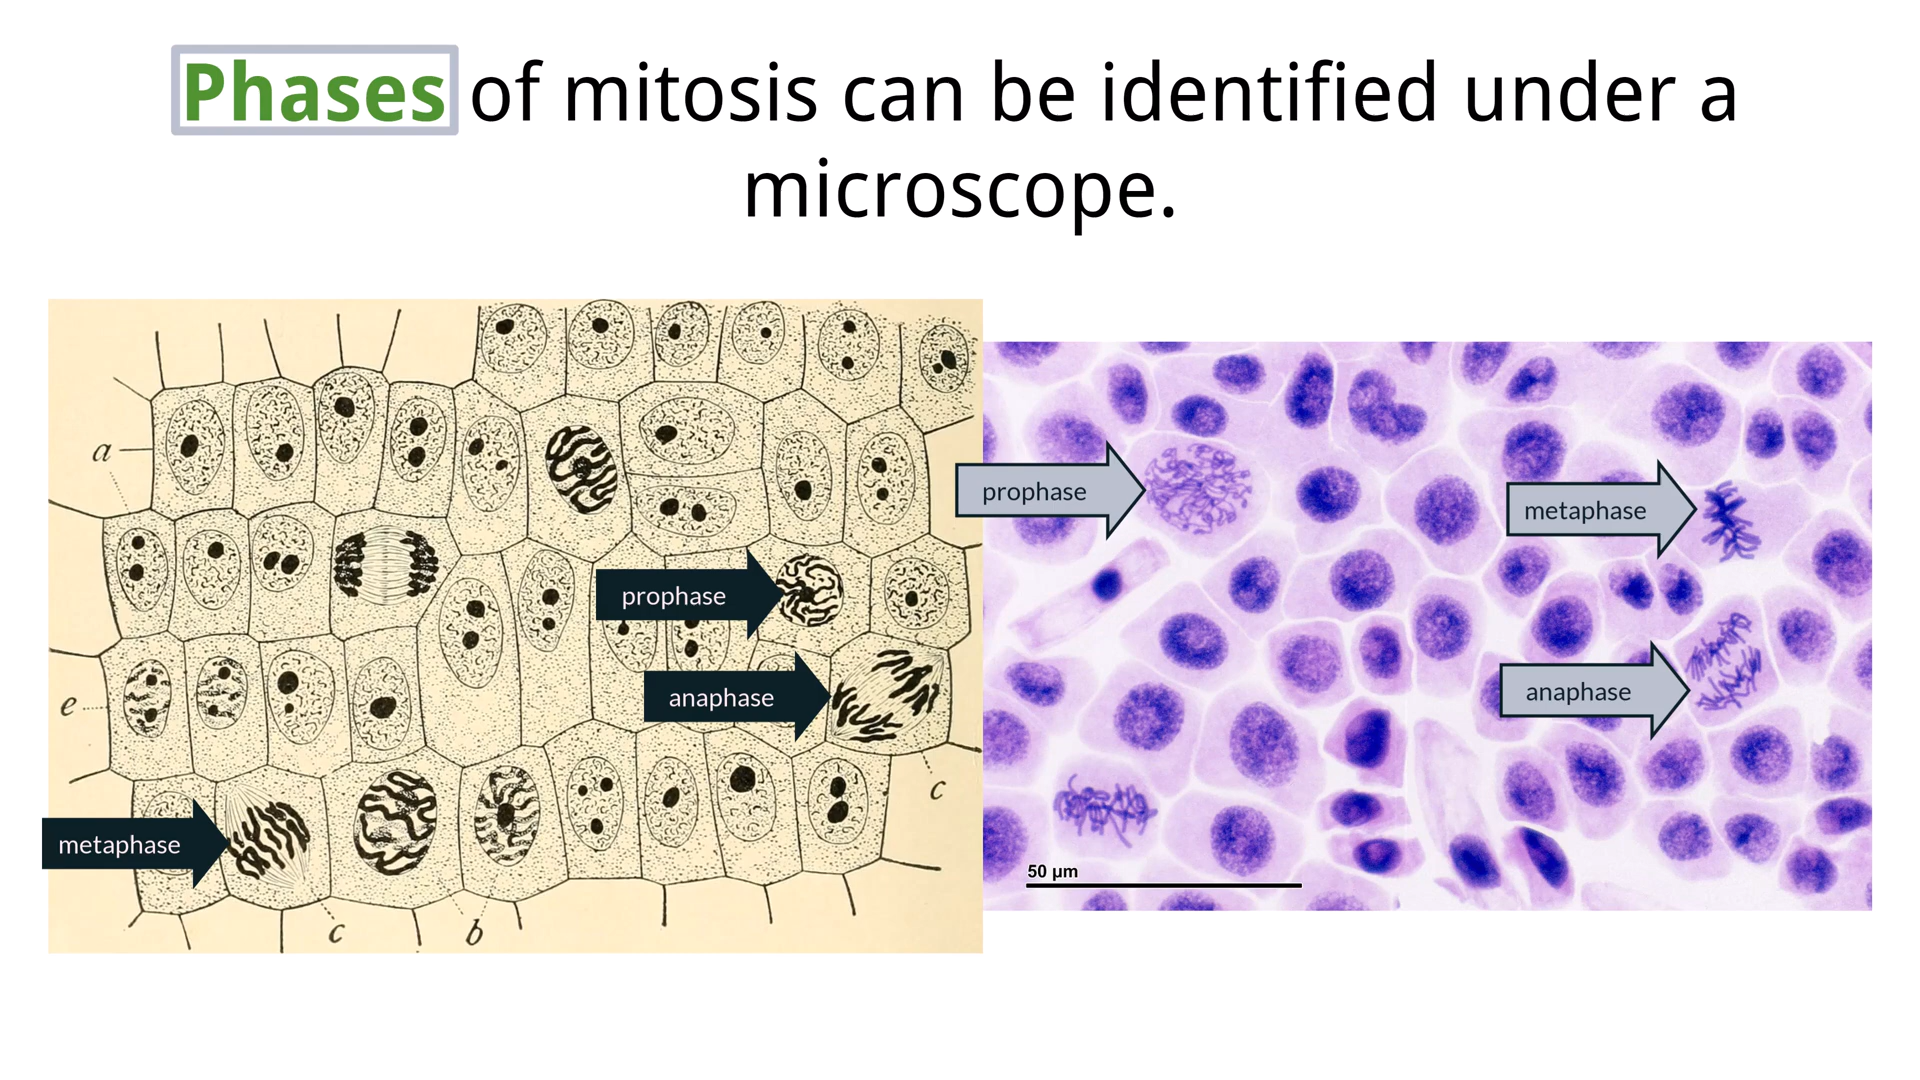 Phases of mitosis can be identified under a
microscope.
a
e
c
b
c
prophase
anaphase
metaphase
prophase
metaphase
anaphase
50 µm